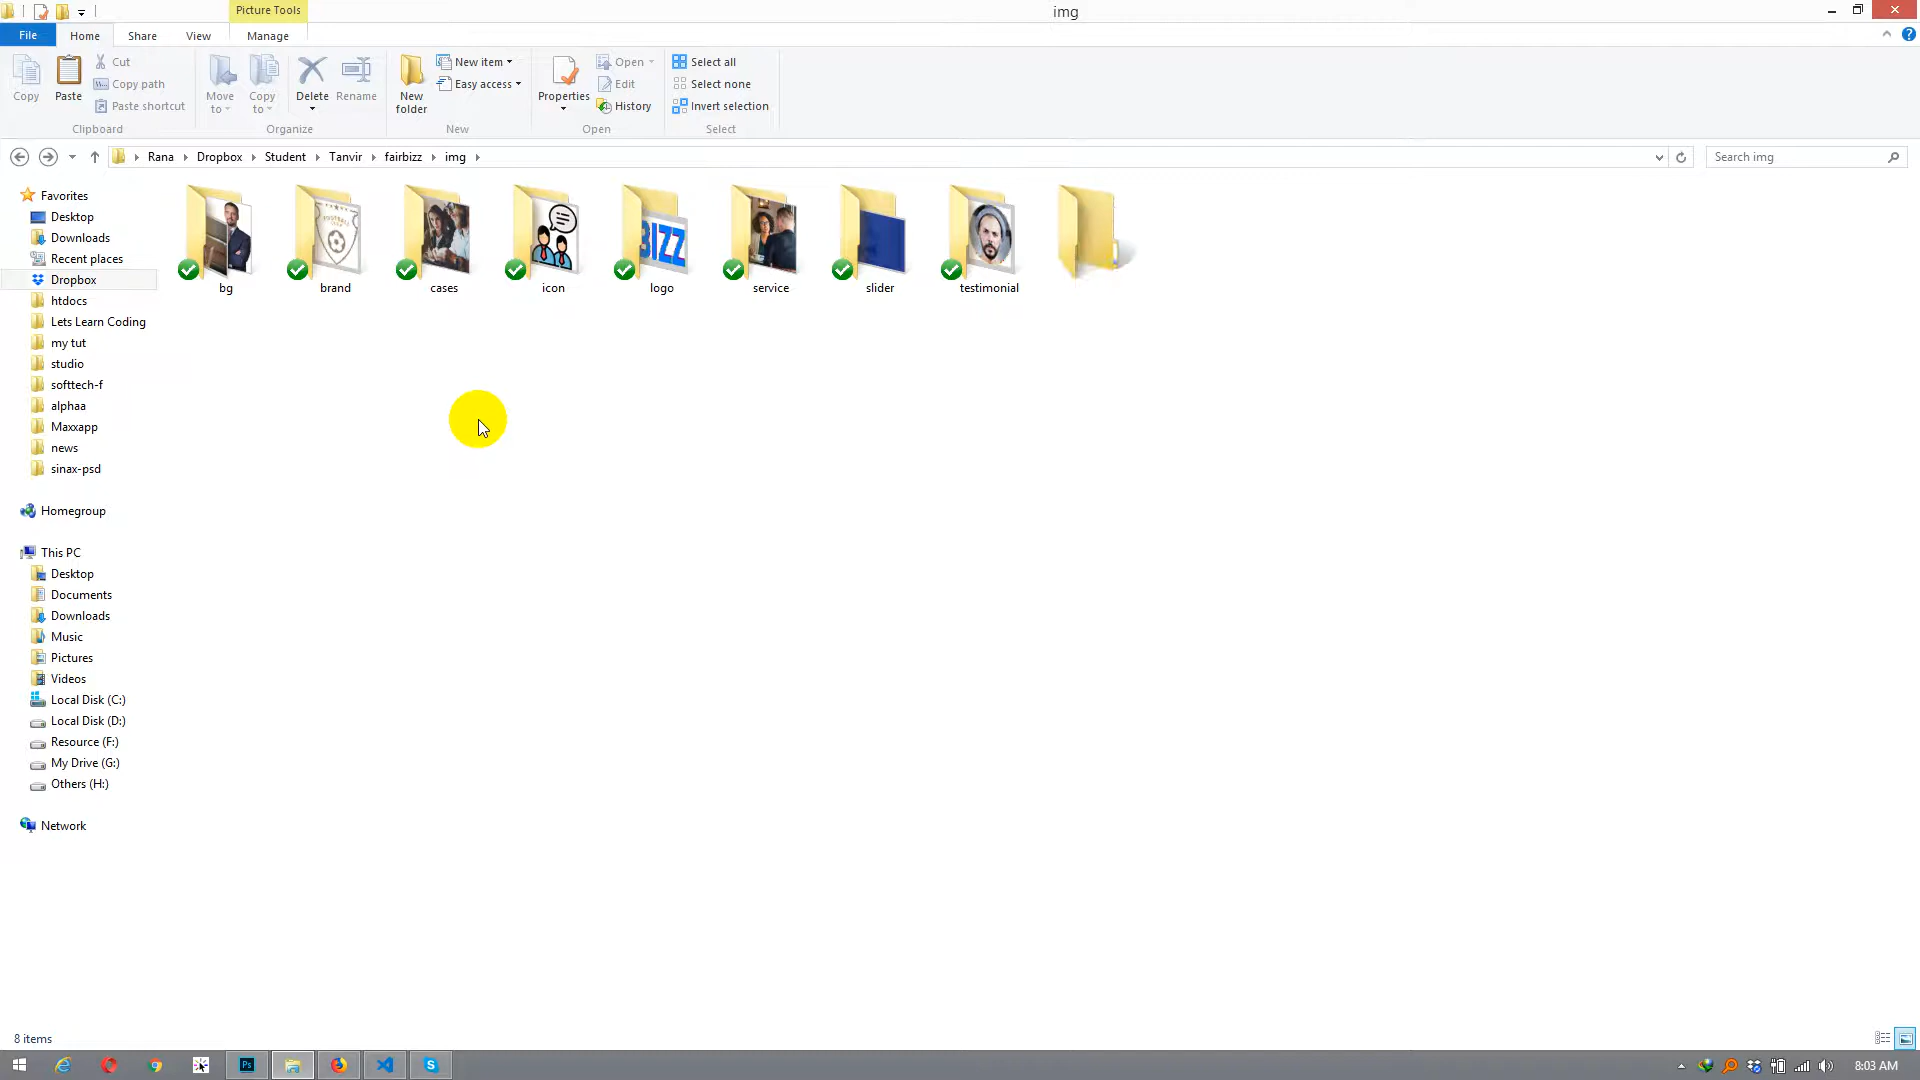 Picture Tools
img
File
Home
Share
View
Manage
Copy
Paste
Cut
Copy path
Paste shortcut
Clipboard
Move to
Copy to
Delete
Rename
Organize
New folder
New item
Easy access
New
Properties
Open
Edit
History
Open
Select all
Select none
Invert selection
Select
Rana
Dropbox
Student
Tanvir
fairbizz
img
Search img
Favorites
Desktop
Downloads
Recent places
Dropbox
htdocs
Lets Learn Coding
my tut
studio
softtech-f
alphaa
Maxxapp
news
sinax-psd
Homegroup
This PC
Desktop
Documents
Downloads
Music
Pictures
Videos
Local Disk (C:)
Local Disk (D:)
Resource (F:)
My Drive (G:)
Others (H:)
Network
BIZZ
bg
brand
cases
icon
logo
service
slider
testimonial
8 items
Ps
8:03 AM